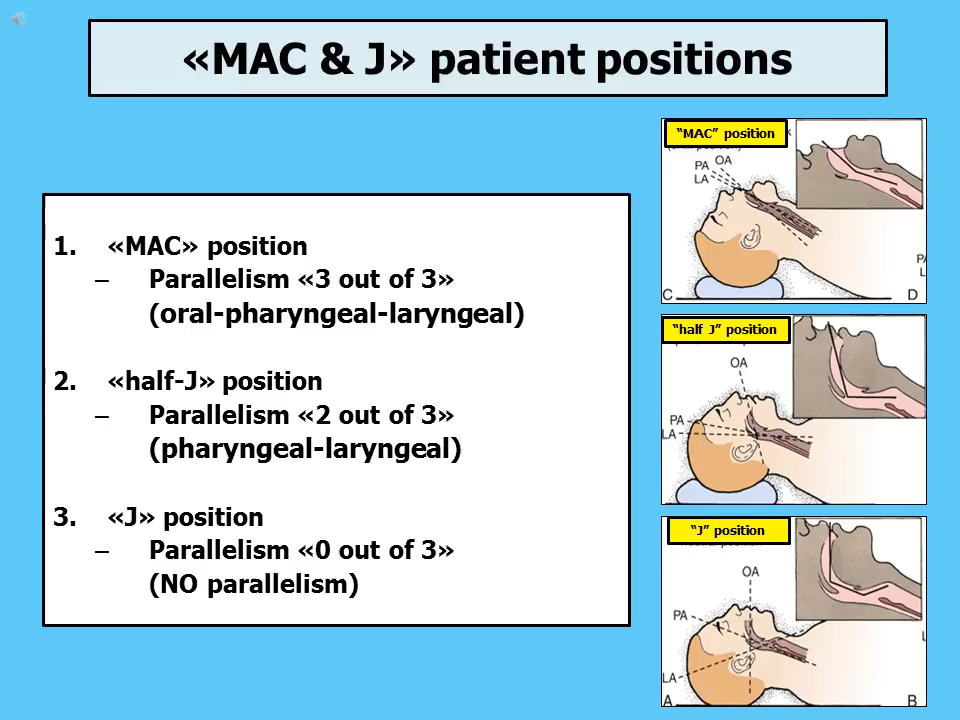 «MAC & J» patient positions
1. «MAC» position
– Parallelism «3 out of 3»
(oral-pharyngeal-laryngeal)
2. «half-J» position
– Parallelism «2 out of 3»
(pharyngeal-laryngeal)
3. «J» position
– Parallelism «0 out of 3»
(NO parallelism)
“MAC” position
PA OA
LA
C
D
“half J” position
OA
PA
LA
“J” position
OA
PA
LA
A
B